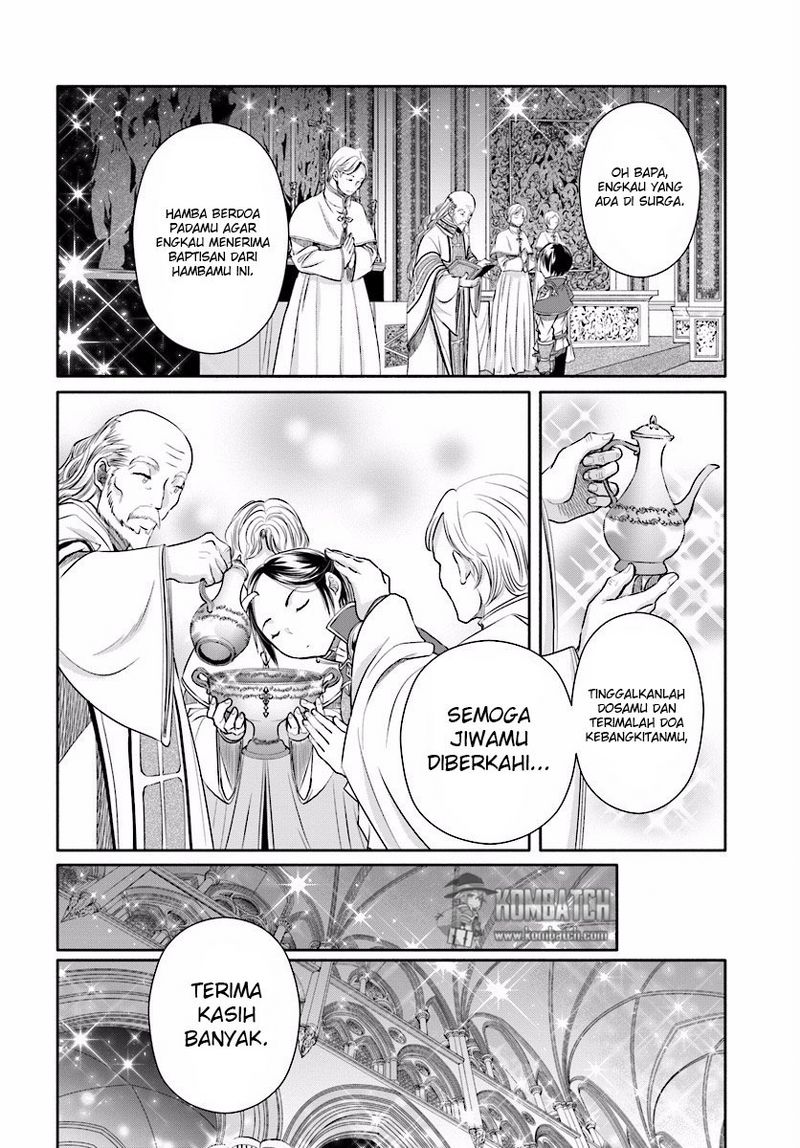 OH BAPA,
ENGKAU YANG
ADA DI SURGA.
HAMBA BERDOA
PADAMU AGAR
ENGKAU MENERIMA
BAPTISAN DARI
HAMBAMU INI.
TINGGALKANLAH
DOSAMU DAN
TERIMALAH DOA
KEBANGKITANMU,
SEMOGA
JIWAMU
DIBERKAHI...
KOMBATCH
www.kombatch.com
TERIMA
KASIH
BANYAK.